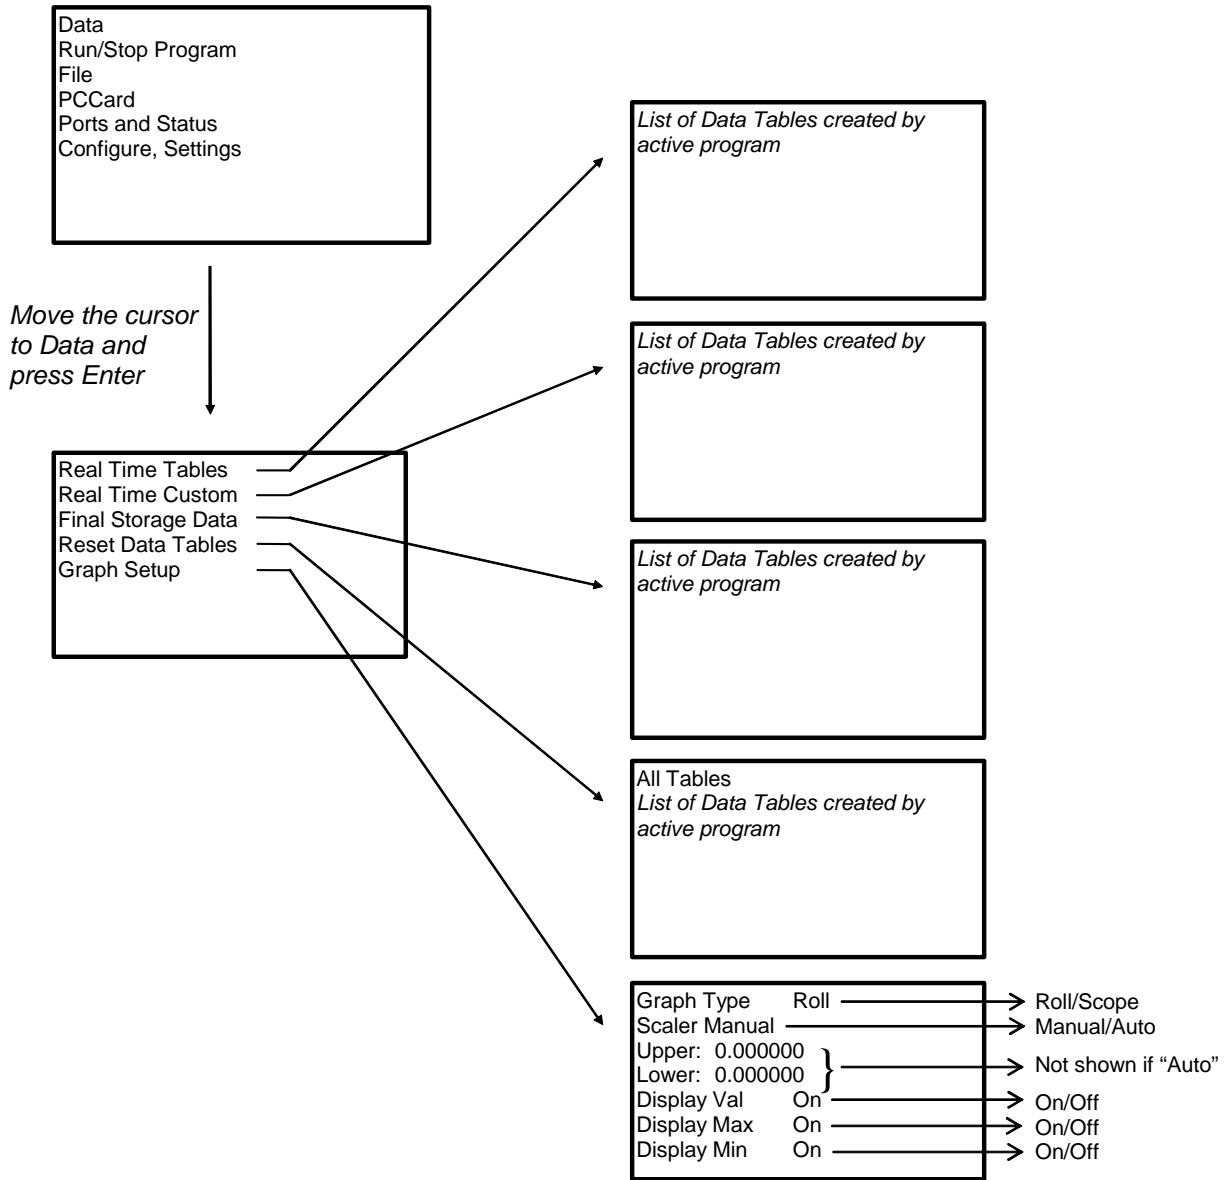 Data
Run/Stop Program
File
PCCard
Ports and Status
Configure, Settings
Move the cursor
to Data and
press Enter
Real Time Tables
Real Time Custom
Final Storage Data
Reset Data Tables
Graph Setup
List of Data Tables created by
active program
List of Data Tables created by
active program
List of Data Tables created by
active program
All Tables
List of Data Tables created by
active program
Graph Type Roll Roll/Scope
Scaler Manual Manual/Auto
Upper: 0.000000
Lower: 0.000000
Not shown if “Auto”
Display Val On On/Off
Display Max On On/Off
Display Min On On/Off